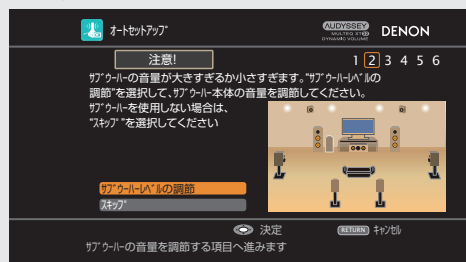 オートセットアップ
AUDYSSEY
MULTEQ XT32
DYNAMIC VOLUME
DENON
注意!
1 2 3 4 5 6
サブウーハーの音量が大きすぎるか小さすぎます。"サブウーハーレベルの
調節"を選択して、サブウーハー本体の音量を調節してください。
サブウーハーを使用しない場合は、
"スキップ"を選択してください
サブウーハーレベルの調節
スキップ
決定
RETURN キャンセル
サブウーハーの音量を調節する項目へ進みます